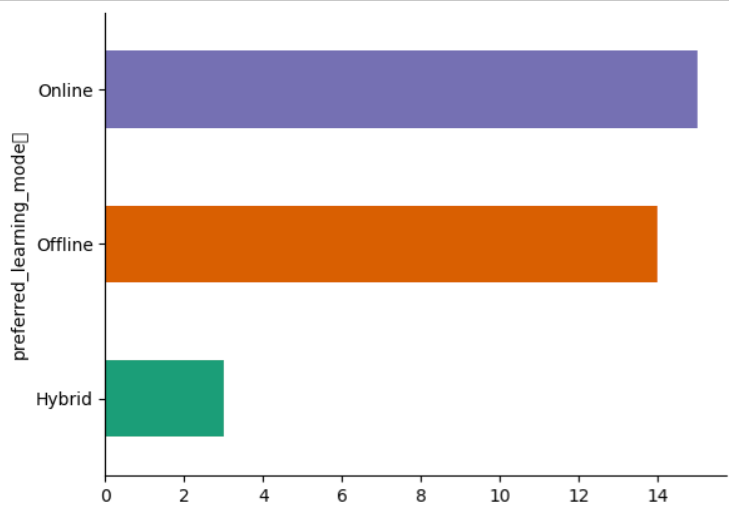 Online
Offline
Hybrid
preferred_learning_mode
0 2 4 6 8 10 12 14